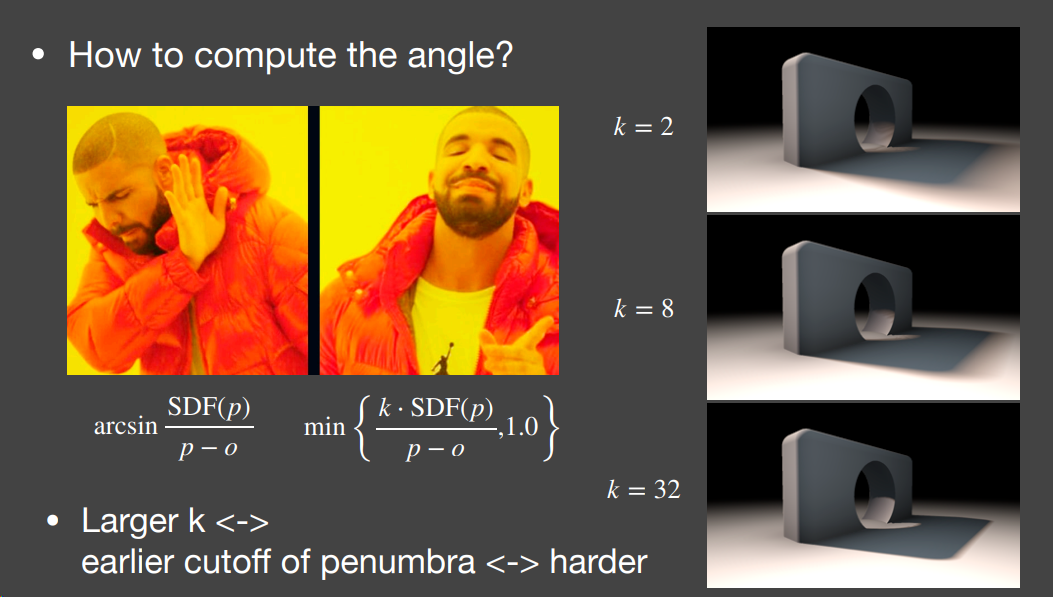 • How to compute the angle?
k = 2
k = 8
arcsin SDF(p) / p − o
min { k · SDF(p) / p − o ,1.0 }
k = 32
• Larger k <->
earlier cutoff of penumbra <-> harder